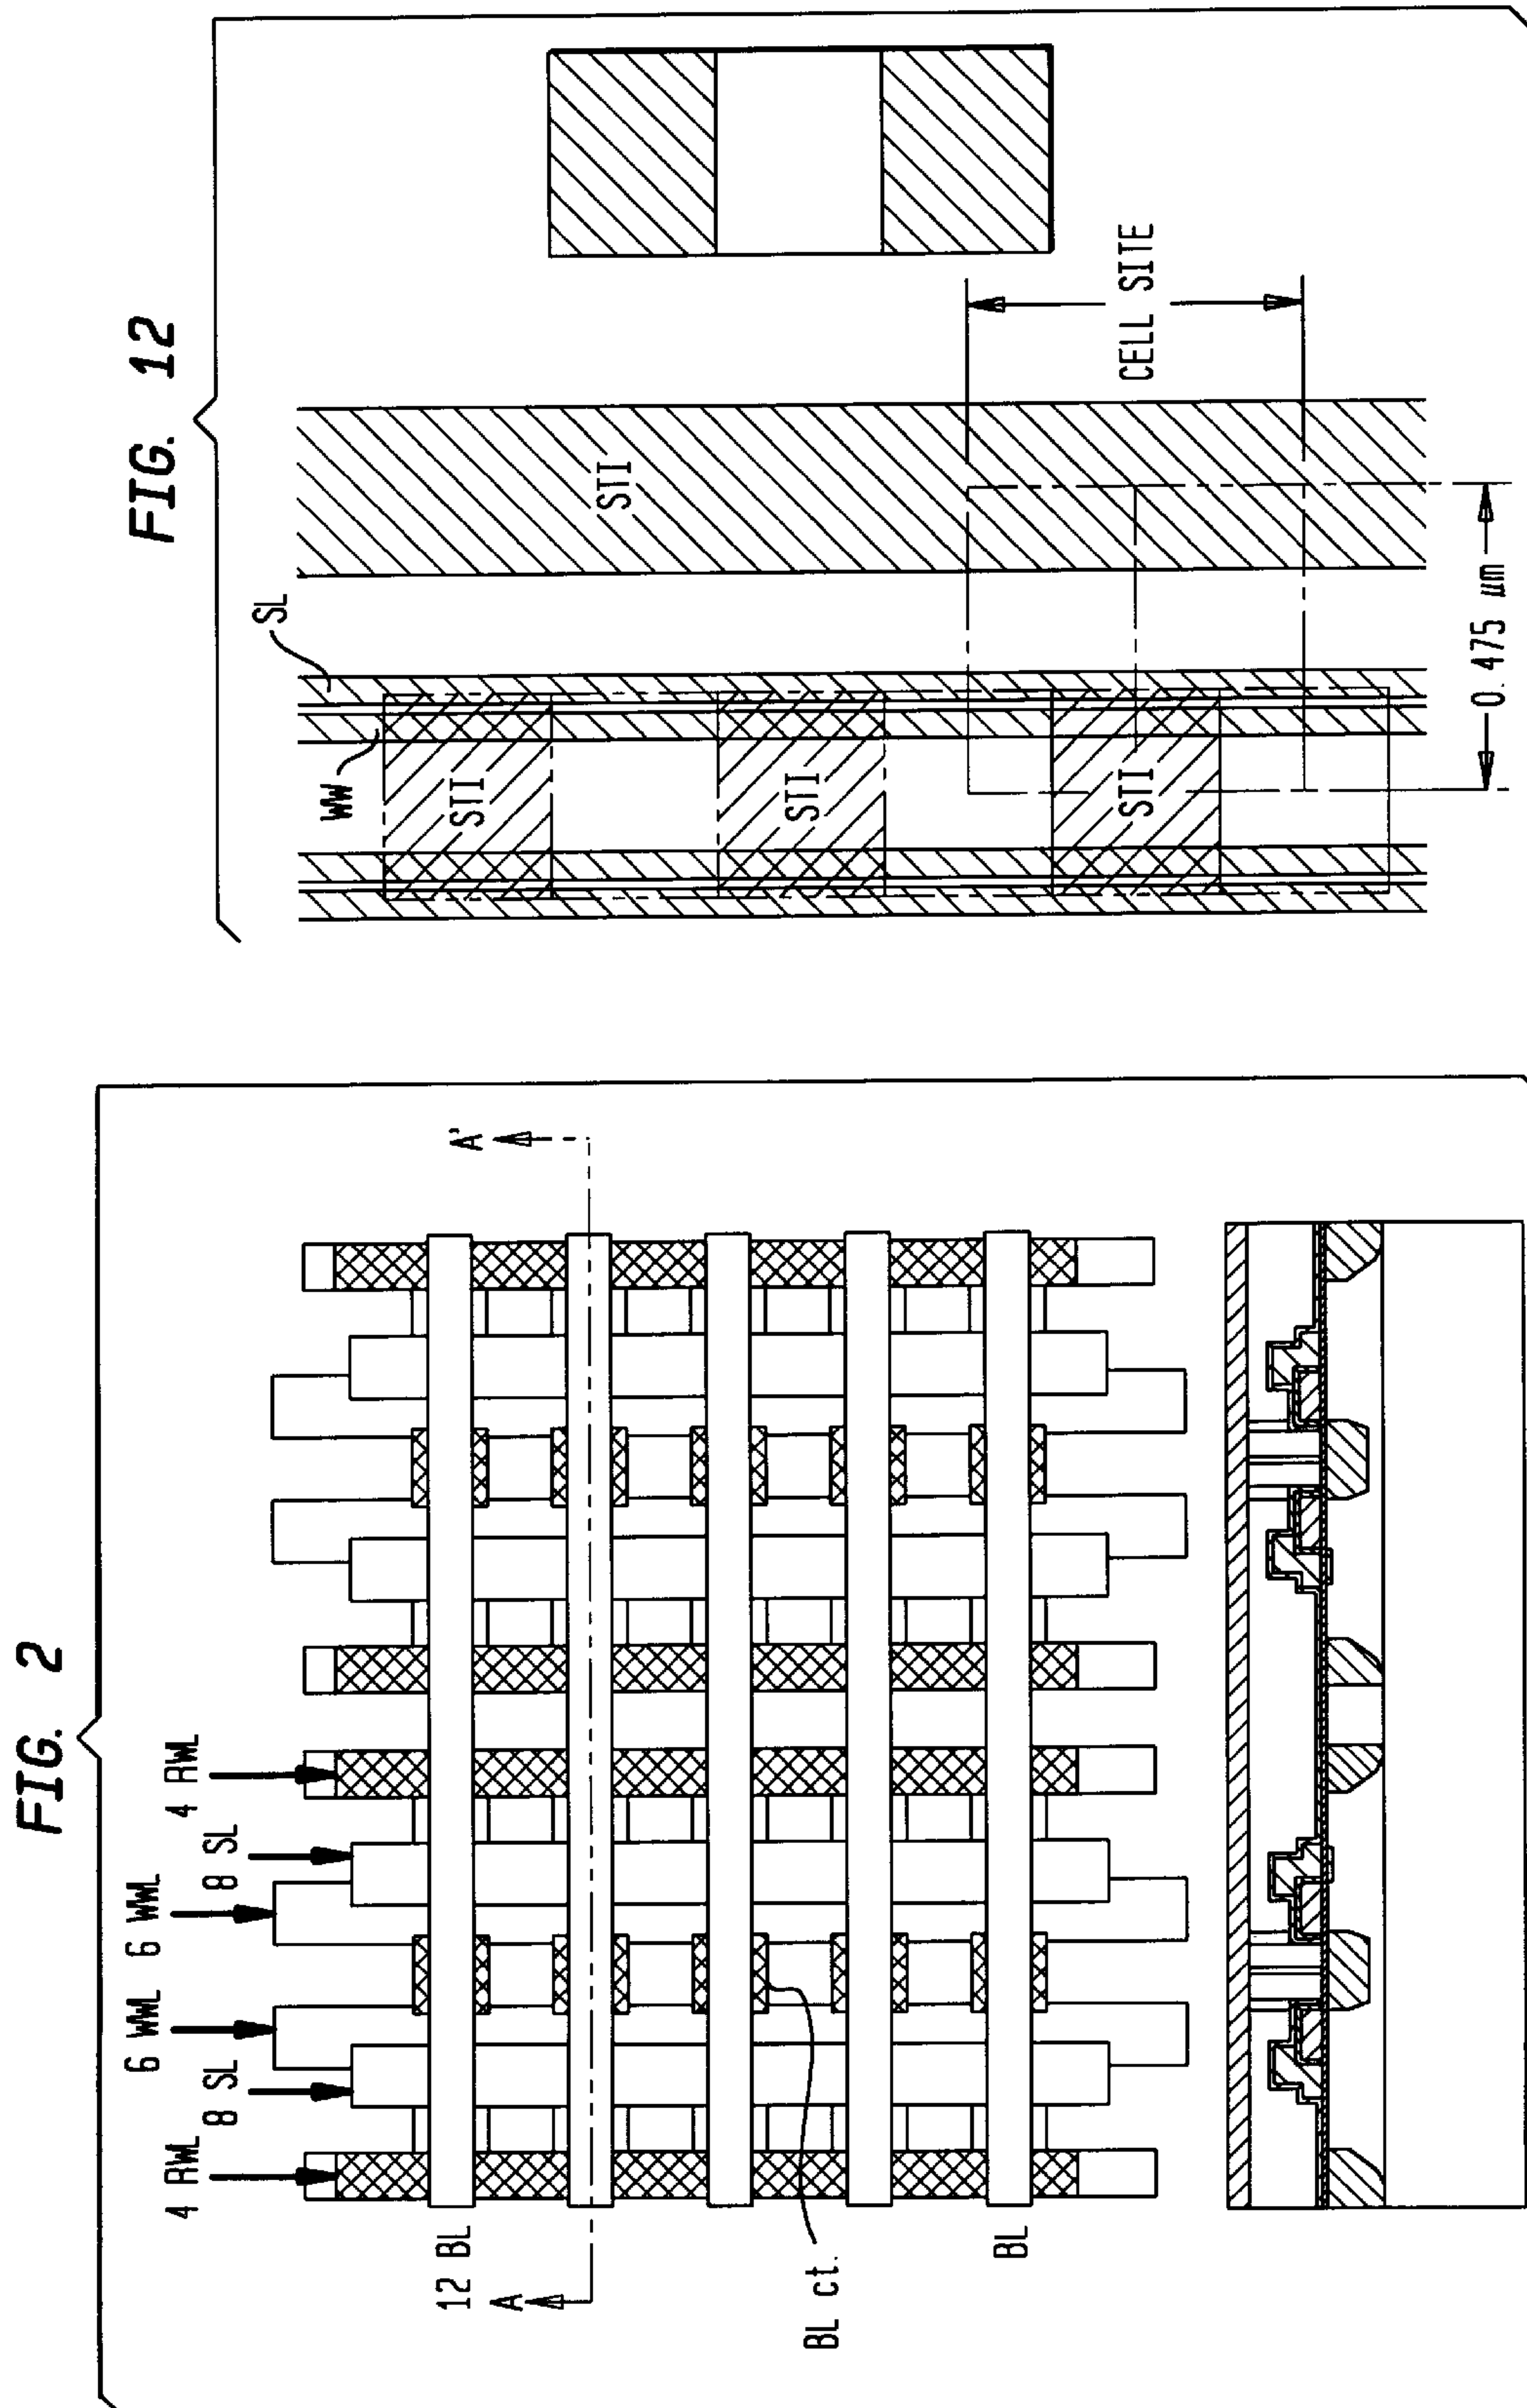 FIG. 2
4 RWL
8 SL
6 WWL
6 WWL
8 SL
4 RWL
12 BL
A
A'
BL ct.
BL
FIG. 12
WW
SL
STI
STI
STI
STI
CELL SITE
0.475 µm